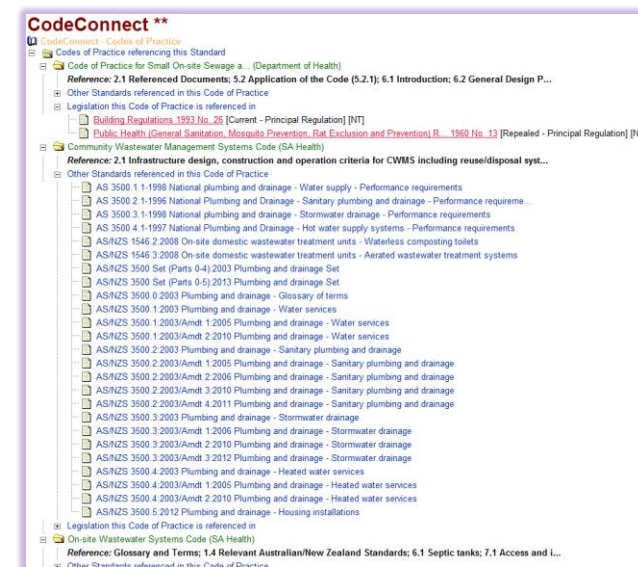 CodeConnect **
CodeConnect - Codes of Practice
Codes of Practice referencing this Standard
Code of Practice for Small On-site Sewage a... (Department of Health)
Reference: 2.1 Referenced Documents; 5.2 Application of the Code (5.2.1); 6.1 Introduction; 6.2 General Design P...
Other Standards referenced in this Code of Practice
Legislation this Code of Practice is referenced in
Building Regulations 1993 No. 26 [Current - Principal Regulation] [NT]
Public Health (General Sanitation, Mosquito Prevention, Rat Exclusion and Prevention) R... 1960 No. 13 [Repealed - Principal Regulation] [N
Community Wastewater Management Systems Code (SA Health)
Reference: 2.1 Infrastructure design, construction and operation criteria for CWMS including reuse/disposal syst...
Other Standards referenced in this Code of Practice
AS 3500.1.1-1998 National plumbing and drainage - Water supply - Performance requirements
AS 3500.2.1-1996 National Plumbing and Drainage - Sanitary plumbing and drainage - Performance requireme...
AS 3500.3.1-1998 National plumbing and drainage - Stormwater drainage - Performance requirements
AS 3500.4.1-1997 National Plumbing and Drainage - Hot water supply systems - Performance requirements
AS/NZS 1546.2:2008 On-site domestic wastewater treatment units - Waterless composting toilets
AS/NZS 1546.3:2008 On-site domestic wastewater treatment units - Aerated wastewater treatment systems
AS/NZS 3500 Set (Parts 0-4):2003 Plumbing and drainage Set
AS/NZS 3500 Set (Parts 0-5):2013 Plumbing and drainage Set
AS/NZS 3500.0:2003 Plumbing and drainage - Glossary of terms
AS/NZS 3500.1:2003 Plumbing and drainage - Water services
AS/NZS 3500.1:2003/Amdt 1:2005 Plumbing and drainage - Water services
AS/NZS 3500.1:2003/Amdt 2:2010 Plumbing and drainage - Water services
AS/NZS 3500.2:2003 Plumbing and drainage - Sanitary plumbing and drainage
AS/NZS 3500.2:2003/Amdt 1:2005 Plumbing and drainage - Sanitary plumbing and drainage
AS/NZS 3500.2:2003/Amdt 2:2006 Plumbing and drainage - Sanitary plumbing and drainage
AS/NZS 3500.2:2003/Amdt 3:2010 Plumbing and drainage - Sanitary plumbing and drainage
AS/NZS 3500.2:2003/Amdt 4:2011 Plumbing and drainage - Sanitary plumbing and drainage
AS/NZS 3500.3:2003 Plumbing and drainage - Stormwater drainage
AS/NZS 3500.3:2003/Amdt 1:2006 Plumbing and drainage - Stormwater drainage
AS/NZS 3500.3:2003/Amdt 2:2010 Plumbing and drainage - Stormwater drainage
AS/NZS 3500.3:2003/Amdt 3:2012 Plumbing and drainage - Stormwater drainage
AS/NZS 3500.4:2003 Plumbing and drainage - Heated water services
AS/NZS 3500.4:2003/Amdt 1:2005 Plumbing and drainage - Heated water services
AS/NZS 3500.4:2003/Amdt 2:2010 Plumbing and drainage - Heated water services
AS/NZS 3500.5:2012 Plumbing and drainage - Housing installations
Legislation this Code of Practice is referenced in
On-site Wastewater Systems Code (SA Health)
Reference: Glossary and Terms; 1.4 Relevant Australian/New Zealand Standards; 6.1 Septic tanks; 7.1 Access and i...
Other Standards referenced in this Code of Practice